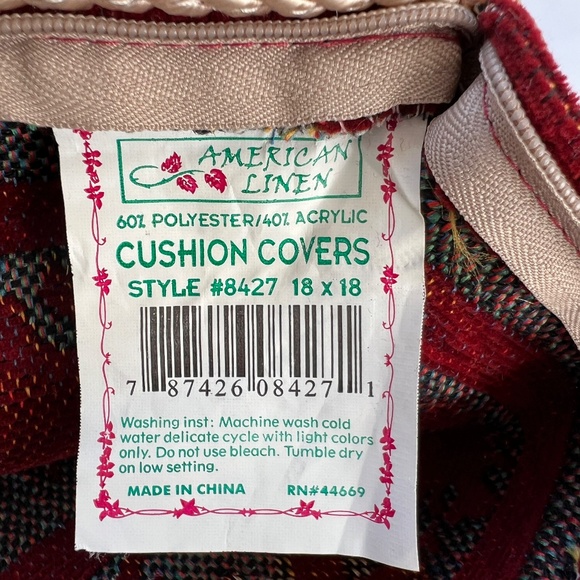 AMERICAN
LINEN
60% POLYESTER/40% ACRYLIC
CUSHION COVERS
STYLE #8427 18 x 18
7 87426 08427 1
Washing inst: Machine wash cold
water delicate cycle with light colors
only. Do not use bleach. Tumble dry
on low setting.
MADE IN CHINA RN#44669